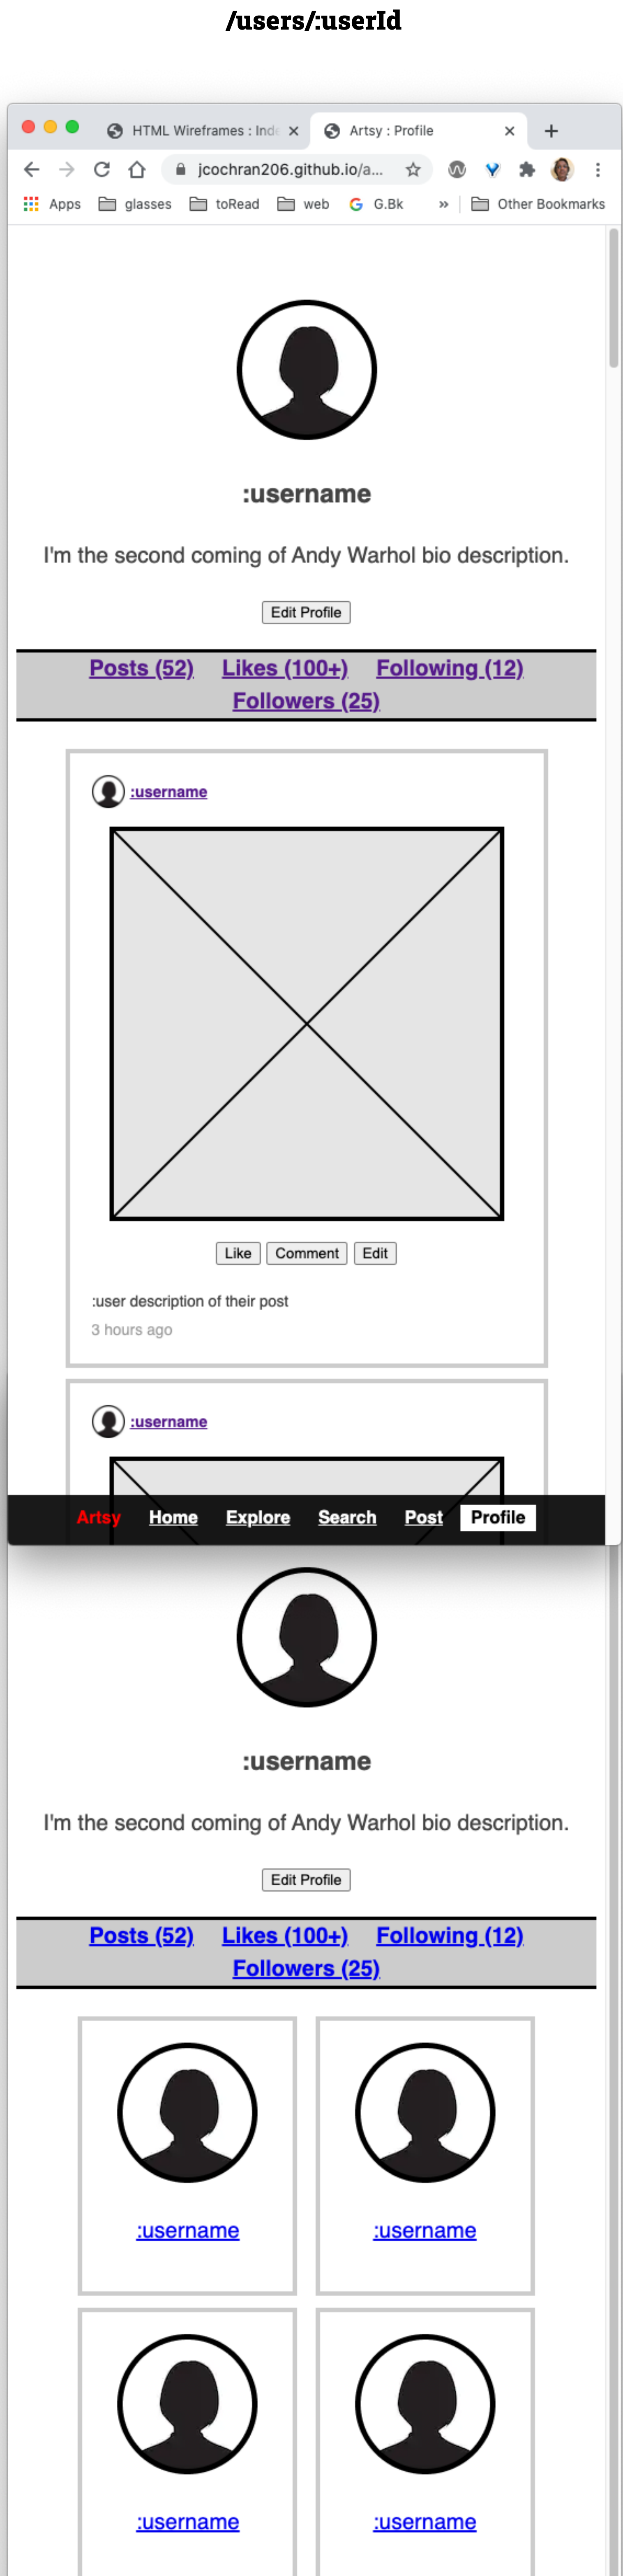 /users/:userId
HTML Wireframes : Ind
Artsy : Profile
jcochran206.github.io/a...
Apps glasses toRead web G.Bk » Other Bookmarks
:username
I'm the second coming of Andy Warhol bio description.
Edit Profile
Posts (52) Likes (100+) Following (12)
Followers (25)
:username
Like Comment Edit
:user description of their post
3 hours ago
:username
Artsy Home Explore Search Post Profile
:username
I'm the second coming of Andy Warhol bio description.
Edit Profile
Posts (52) Likes (100+) Following (12)
Followers (25)
:username :username
:username :username